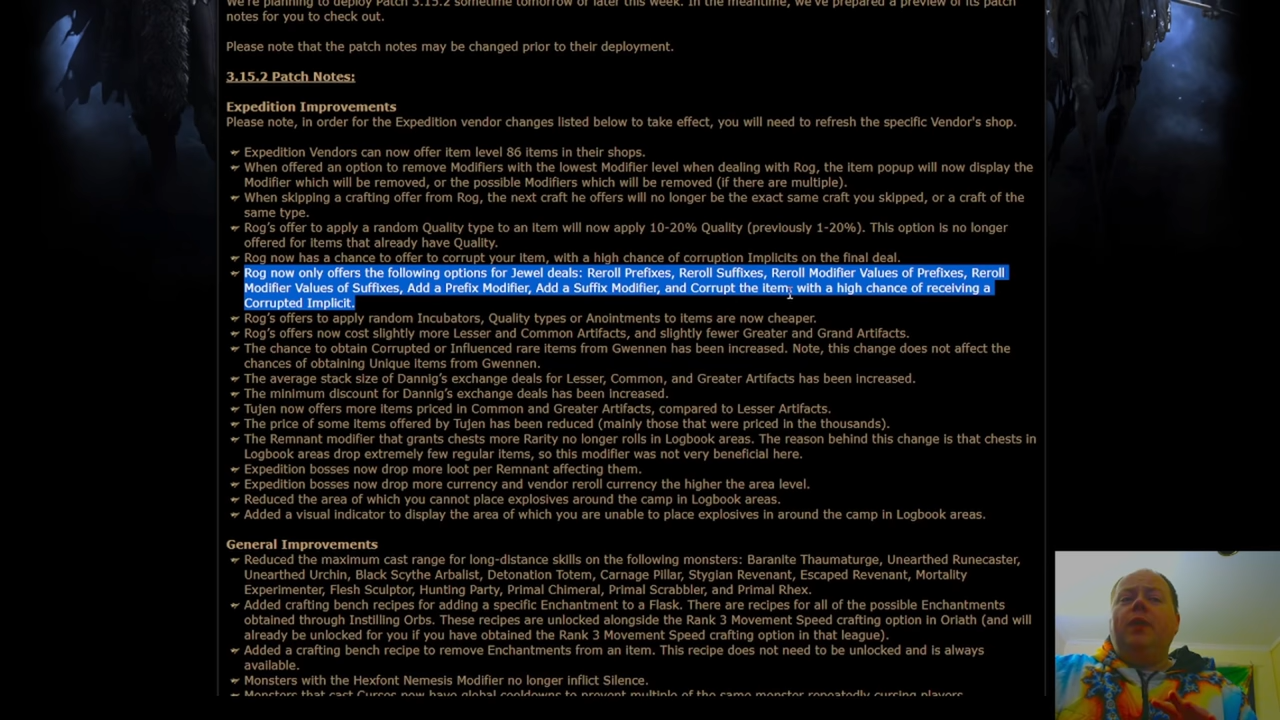 We're planning to deploy Patch 3.15.2 sometime tomorrow or later this week. In the meantime, we've prepared a preview of its patch
notes for you to check out.
Please note that the patch notes may be changed prior to their deployment.
3.15.2 Patch Notes:
Expedition Improvements
Please note, in order for the Expedition vendor changes listed below to take effect, you will need to refresh the specific Vendor's shop.
Expedition Vendors can now offer item level 86 items in their shops.
When offered an option to remove Modifiers with the lowest Modifier level when dealing with Rog, the item popup will now display the
Modifier which will be removed, or the possible Modifiers which will be removed (if there are multiple).
When skipping a crafting offer from Rog, the next craft he offers will no longer be the exact same craft you skipped, or a craft of the
same type.
Rog's offer to apply a random Quality type to an item will now apply 10-20% Quality (previously 1-20%). This option is no longer
offered for items that already have Quality.
Rog now has a chance to offer to corrupt your item, with a high chance of corruption Implicits on the final deal.
Rog now only offers the following options for Jewel deals: Reroll Prefixes, Reroll Suffixes, Reroll Modifier Values of Prefixes, Reroll
Modifier Values of Suffixes, Add a Prefix Modifier, Add a Suffix Modifier, and Corrupt the item, with a high chance of receiving a
Corrupted Implicit.
Rog's offers to apply random Incubators, Quality types or Anointments to items are now cheaper.
Rog's offers now cost slightly more Lesser and Common Artifacts, and slightly fewer Greater and Grand Artifacts.
The chance to obtain Corrupted or Influenced rare items from Gwennen has been increased. Note, this change does not affect the
chances of obtaining Unique items from Gwennen.
The average stack size of Dannig's exchange deals for Lesser, Common, and Greater Artifacts has been increased.
The minimum discount for Dannig's exchange deals has been increased.
Tujen now offers more items priced in Common and Greater Artifacts, compared to Lesser Artifacts.
The price of some items offered by Tujen has been reduced (mainly those that were priced in the thousands).
The Remnant modifier that grants chests more Rarity no longer rolls in Logbook areas. The reason behind this change is that chests in
Logbook areas drop extremely few regular items, so this modifier was not very beneficial here.
Expedition bosses now drop more loot per Remnant affecting them.
Expedition bosses now drop more currency and vendor reroll currency the higher the area level.
Reduced the area of which you cannot place explosives around the camp in Logbook areas.
Added a visual indicator to display the area of which you are unable to place explosives in around the camp in Logbook areas.
General Improvements
Reduced the maximum cast range for long-distance skills on the following monsters: Baranite Thaumaturge, Unearthed Runecaster,
Unearthed Urchin, Black Scythe Arbalist, Detonation Totem, Carnage Pillar, Stygian Revenant, Escaped Revenant, Mortality
Experimenter, Flesh Sculptor, Hunting Party, Primal Chimeral, Primal Scrabbler, and Primal Rhex.
Added crafting bench recipes for adding a specific Enchantment to a Flask. There are recipes for all of the possible Enchantments
obtained through Instilling Orbs. These recipes are unlocked alongside the Rank 3 Movement Speed crafting option in Oriath (and will
already be unlocked for you if you have obtained the Rank 3 Movement Speed crafting option in that league).
Added a crafting bench recipe to remove Enchantments from an item. This recipe does not need to be unlocked and is always
available.
Monsters with the Hexfont Nemesis Modifier no longer inflict Silence.
Monsters that cast Curses now have global cooldowns to prevent multiple of the same monster repeatedly cursing players.